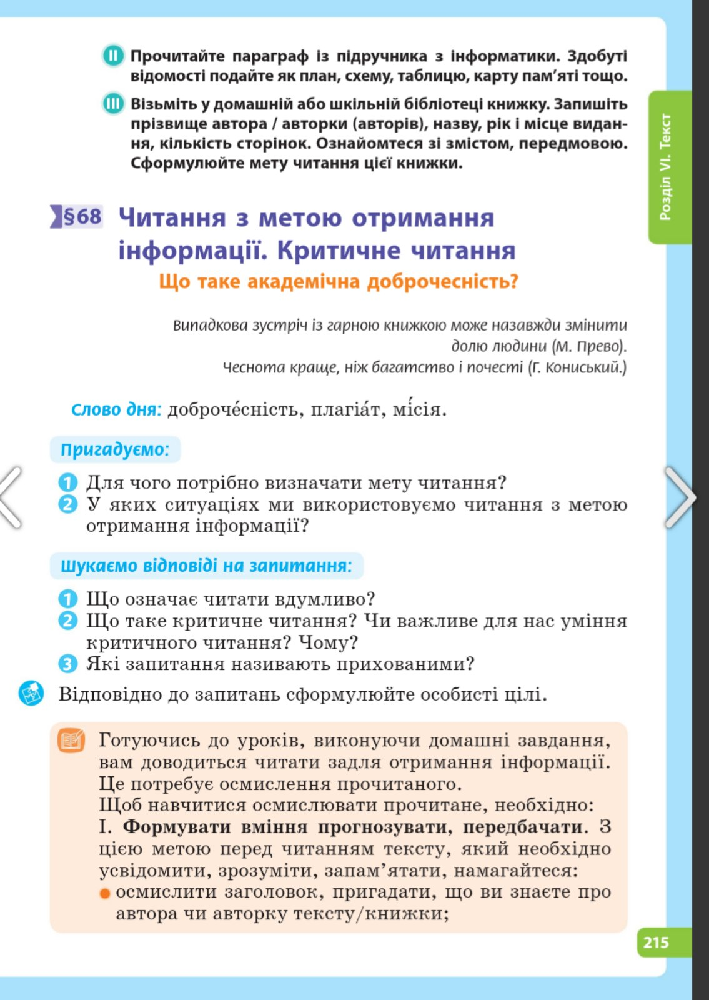 II Прочитайте параграф із підручника з інформатики. Здобуті
відомості подайте як план, схему, таблицю, карту пам’яті тощо.
III Візьміть у домашній або шкільній бібліотеці книжку. Запишіть
прізвище автора / авторки (авторів), назву, рік і місце видан-
ня, кількість сторінок. Ознайомтеся зі змістом, передмовою.
Сформулюйте мету читання цієї книжки.
Розділ VI. Текст
§68 Читання з метою отримання
інформації. Критичне читання
Що таке академічна доброчесність?
Випадкова зустріч із гарною книжкою може назавжди змінити
долю людини (М. Прево).
Чеснота краще, ніж багатство і почесті (Г. Кониський.)
Слово дня: доброче́сність, плагіа́т, мі́сія.
Пригадуємо:
1 Для чого потрібно визначати мету читання?
2 У яких ситуаціях ми використовуємо читання з метою
отримання інформації?
Шукаємо відповіді на запитання:
1 Що означає читати вдумливо?
2 Що таке критичне читання? Чи важливе для нас уміння
критичного читання? Чому?
3 Які запитання називають прихованими?
Відповідно до запитань сформулюйте особисті цілі.
Готуючись до уроків, виконуючи домашні завдання,
вам доводиться читати задля отримання інформації.
Це потребує осмислення прочитаного.
Щоб навчитися осмислювати прочитане, необхідно:
I. Формувати вміння прогнозувати, передбачати. З
цією метою перед читанням тексту, який необхідно
усвідомити, зрозуміти, запам’ятати, намагайтеся:
• осмислити заголовок, пригадати, що ви знаєте про
автора чи авторку тексту/книжки;
215